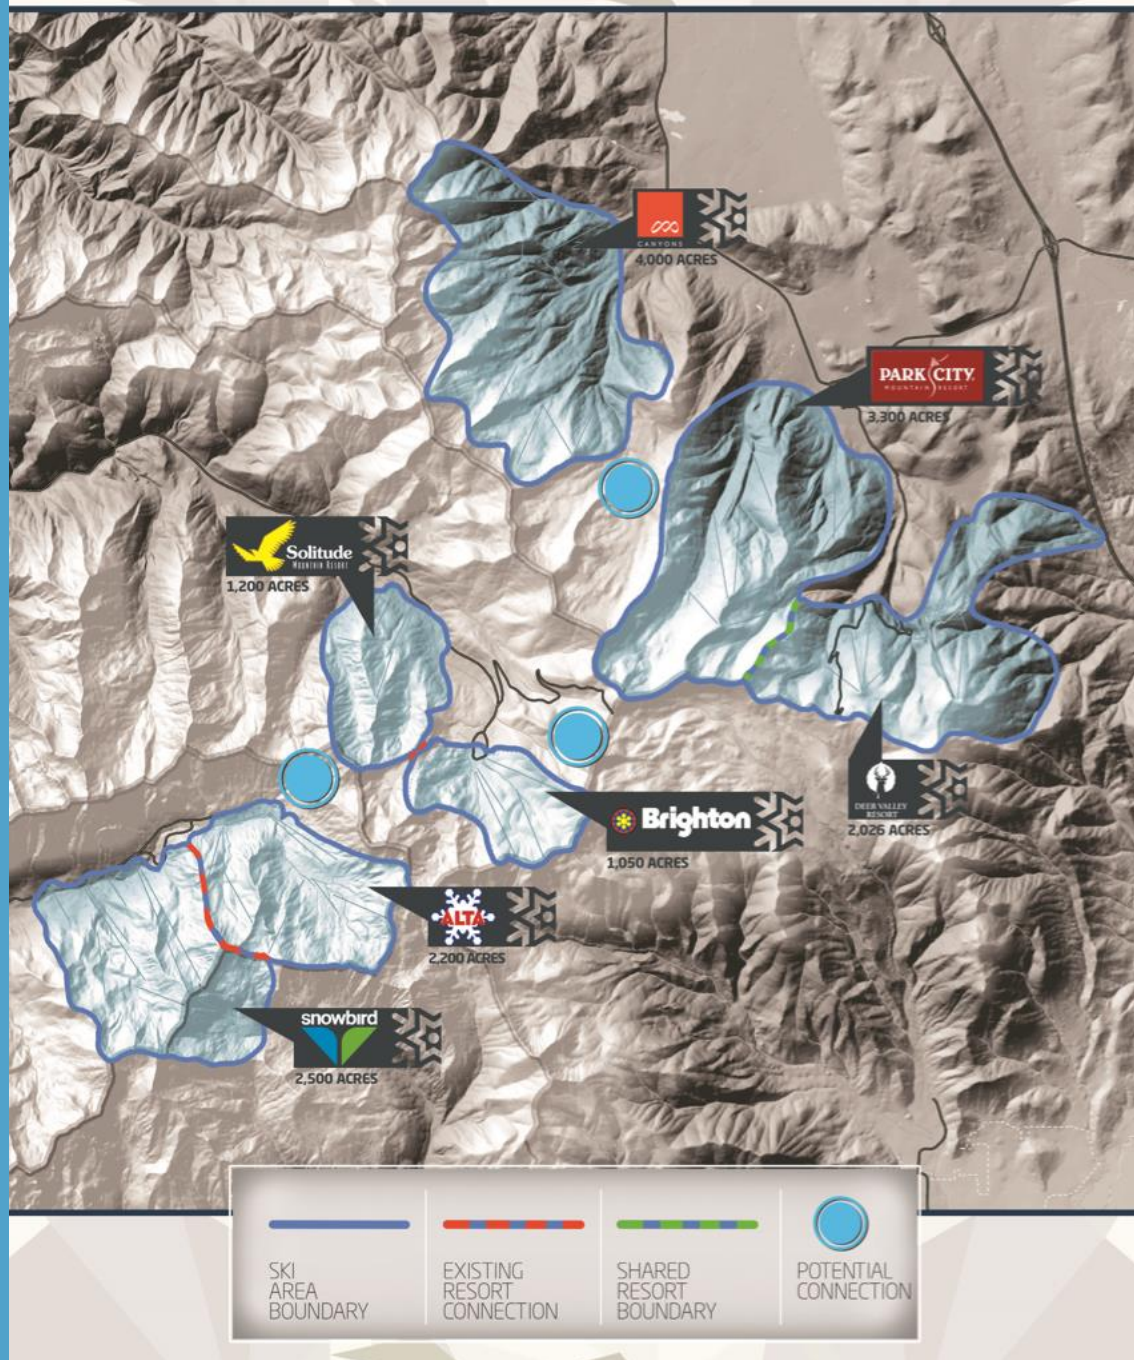 CANYONS
4,000 ACRES
PARK CITY
MOUNTAIN RESORT
3,300 ACRES
Solitude
MOUNTAIN RESORT
1,200 ACRES
DEER VALLEY
RESORT
2,026 ACRES
Brighton
1,050 ACRES
ALTA
2,200 ACRES
snowbird
2,500 ACRES
SKI
AREA
BOUNDARY
EXISTING
RESORT
CONNECTION
SHARED
RESORT
BOUNDARY
POTENTIAL
CONNECTION